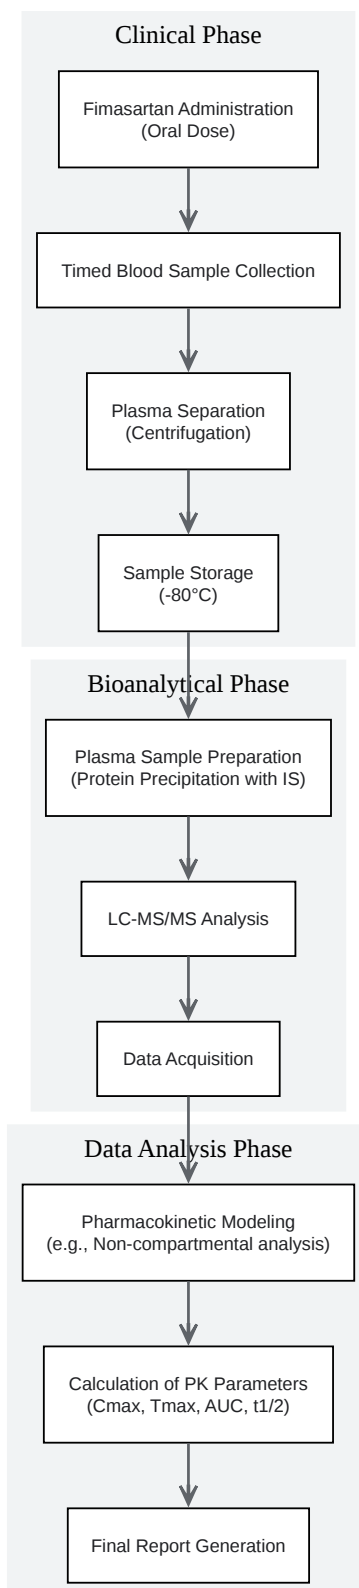 Clinical Phase
Fimasartan Administration
(Oral Dose)
Timed Blood Sample Collection
Plasma Separation
(Centrifugation)
Sample Storage
(-80°C)
Bioanalytical Phase
Plasma Sample Preparation
(Protein Precipitation with IS)
LC-MS/MS Analysis
Data Acquisition
Data Analysis Phase
Pharmacokinetic Modeling
(e.g., Non-compartmental analysis)
Calculation of PK Parameters
(Cmax, Tmax, AUC, t1/2)
Final Report Generation